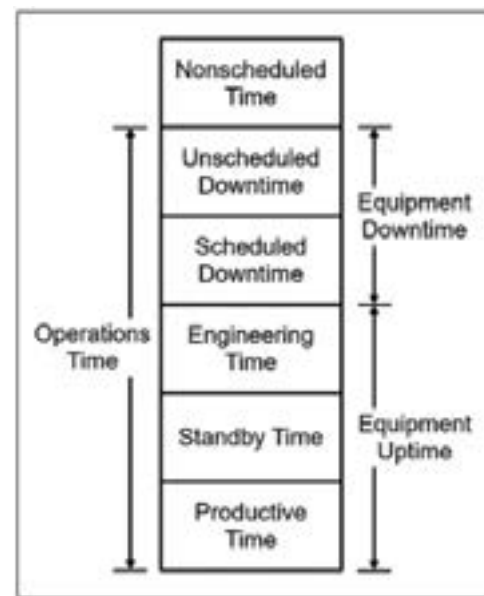 Nonscheduled
Time
Unscheduled
Downtime
Equipment
Downtime
Scheduled
Downtime
Operations
Time
Engineering
Time
Standby Time
Equipment
Uptime
Productive
Time